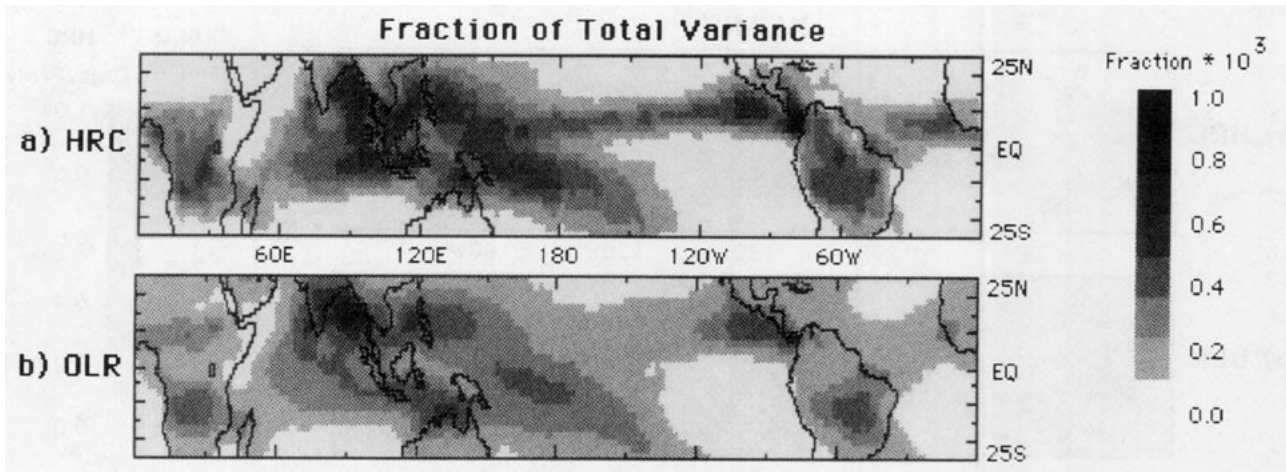 Fraction of Total Variance
Fraction * 10³
a) HRC
25N
EQ
25S
60E 120E 180 120W 60W
b) OLR
25N
EQ
25S
1.0
0.8
0.6
0.4
0.2
0.0